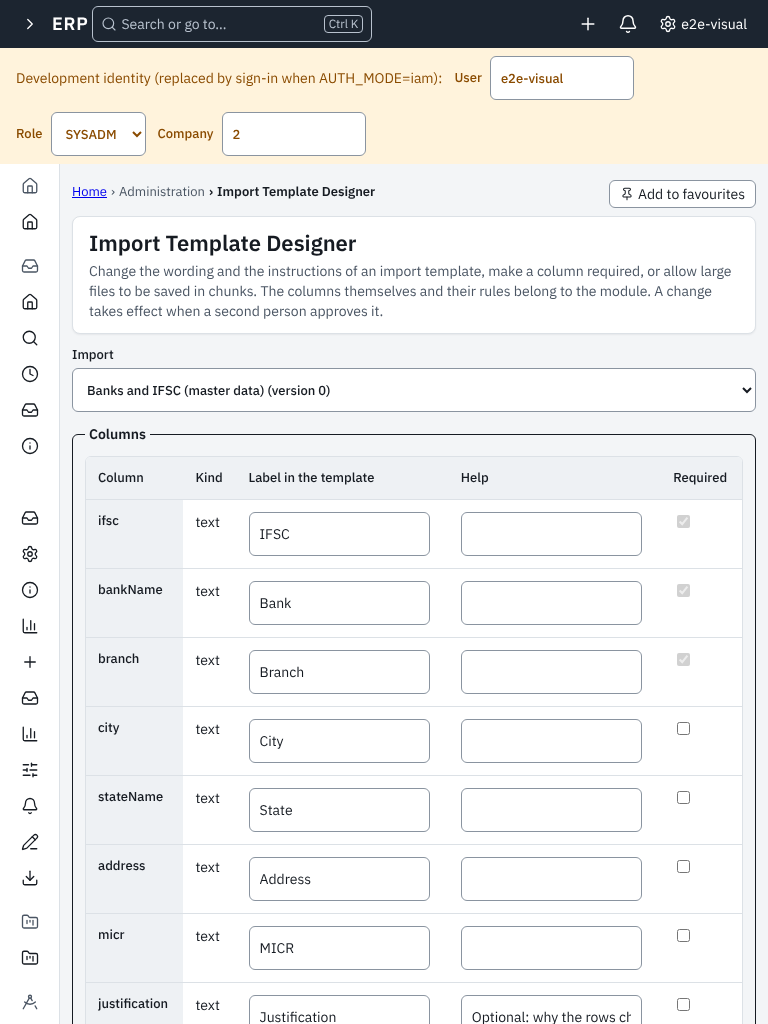 ERP
Search or go to...
Ctrl K
e2e-visual
Development identity (replaced by sign-in when AUTH_MODE=iam):
User
e2e-visual
Role
SYSADM
Company
2
Home › Administration › Import Template Designer
Add to favourites
Import Template Designer
Change the wording and the instructions of an import template, make a column required, or allow large
files to be saved in chunks. The columns themselves and their rules belong to the module. A change
takes effect when a second person approves it.
Import
Banks and IFSC (master data) (version 0)
Columns
Column Kind Label in the template Help Required
ifsc text IFSC
bankName text Bank
branch text Branch
city text City
stateName text State
address text Address
micr text MICR
justification text Justification Optional: why the rows ch